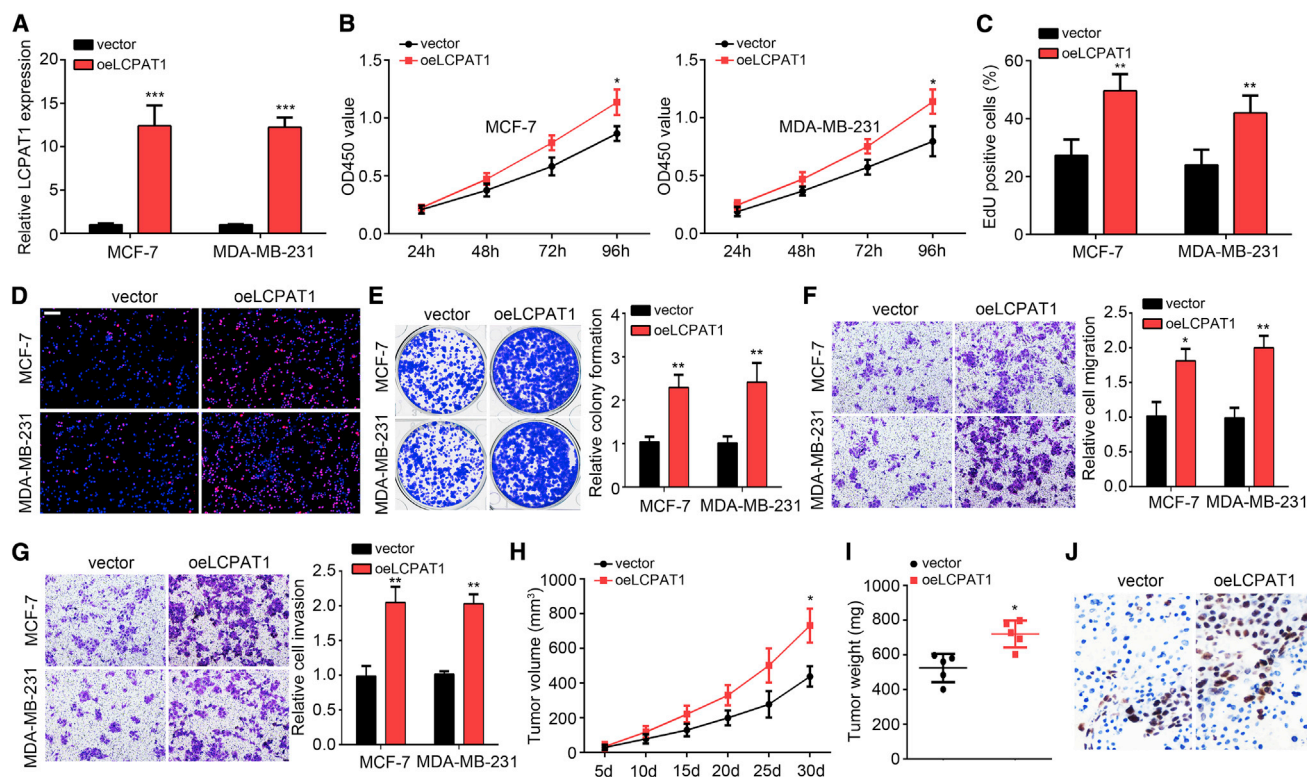 A
vector
oeLCPAT1
Relative LCPAT1 expression
20
15
10
5
0
***
***
MCF-7
MDA-MB-231
B
vector
oeLCPAT1
OD450 value
1.5
1.0
0.5
0.0
MCF-7
*
24h 48h 72h 96h
vector
oeLCPAT1
OD450 value
1.5
1.0
0.5
0.0
MDA-MB-231
*
24h 48h 72h 96h
C
vector
oeLCPAT1
EdU positive cells (%)
60
40
20
0
**
**
MCF-7
MDA-MB-231
D
vector
oeLCPAT1
MCF-7
MDA-MB-231
E
vector
oeLCPAT1
MCF-7
MDA-MB-231
vector
oeLCPAT1
Relative colony formation
4
3
2
1
0
**
**
MCF-7
MDA-MB-231
F
vector
oeLCPAT1
MCF-7
MDA-MB-231
vector
oeLCPAT1
Relative cell migration
2.5
2.0
1.5
1.0
0.5
0.0
*
**
MCF-7
MDA-MB-231
G
vector
oeLCPAT1
MCF-7
MDA-MB-231
vector
oeLCPAT1
Relative cell invasion
2.5
2.0
1.5
1.0
0.5
0.0
**
**
MCF-7
MDA-MB-231
H
vector
oeLCPAT1
Tumor volume (mm³)
1000
800
600
400
200
0
*
5d 10d 15d 20d 25d 30d
I
vector
oeLCPAT1
Tumor weight (mg)
1000
800
600
400
200
0
*
J
vector
oeLCPAT1